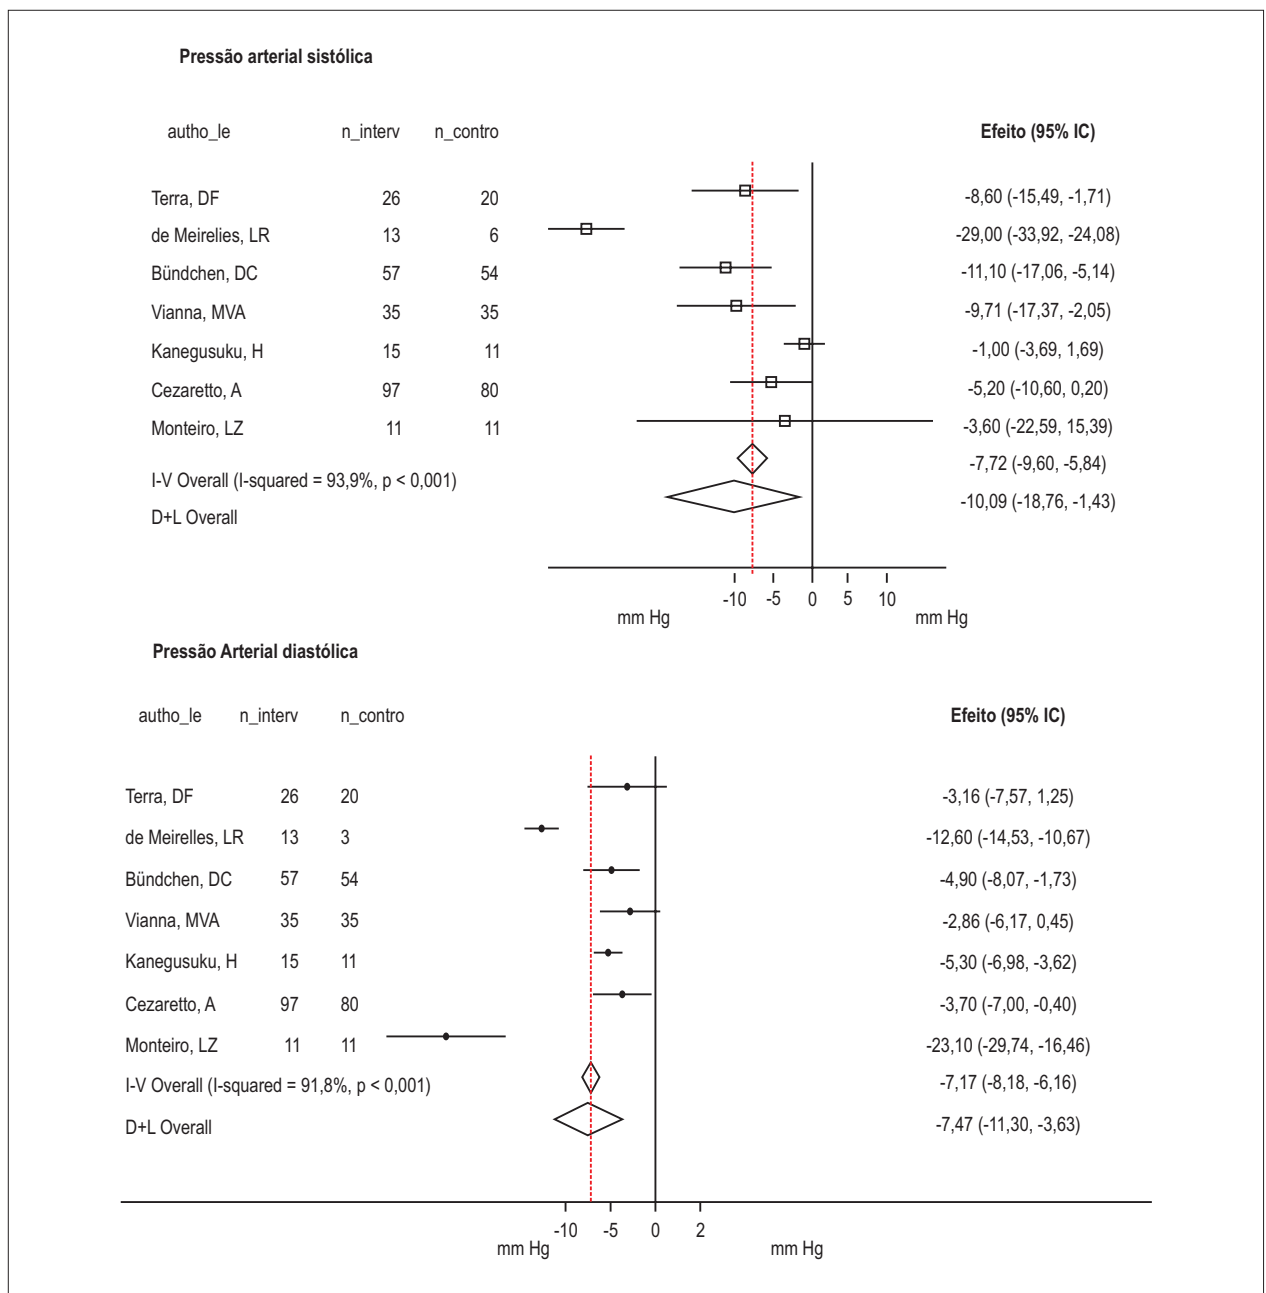 Pressão arterial sistólica
autho_le n_interv n_contro Efeito (95% IC)
Terra, DF 26 20 -8,60 (-15,49, -1,71)
de Meirelies, LR 13 6 -29,00 (-33,92, -24,08)
Bündchen, DC 57 54 -11,10 (-17,06, -5,14)
Vianna, MVA 35 35 -9,71 (-17,37, -2,05)
Kanegusuku, H 15 11 -1,00 (-3,69, 1,69)
Cezaretto, A 97 80 -5,20 (-10,60, 0,20)
Monteiro, LZ 11 11 -3,60 (-22,59, 15,39)
I-V Overall (I-squared = 93,9%, p < 0,001) -7,72 (-9,60, -5,84)
D+L Overall -10,09 (-18,76, -1,43)
-10 -5 0 5 10
mm Hg mm Hg
Pressão Arterial diastólica
autho_le n_interv n_contro Efeito (95% IC)
Terra, DF 26 20 -3,16 (-7,57, 1,25)
de Meirelles, LR 13 3 -12,60 (-14,53, -10,67)
Bündchen, DC 57 54 -4,90 (-8,07, -1,73)
Vianna, MVA 35 35 -2,86 (-6,17, 0,45)
Kanegusuku, H 15 11 -5,30 (-6,98, -3,62)
Cezaretto, A 97 80 -3,70 (-7,00, -0,40)
Monteiro, LZ 11 11 -23,10 (-29,74, -16,46)
I-V Overall (I-squared = 91,8%, p < 0,001) -7,17 (-8,18, -6,16)
D+L Overall -7,47 (-11,30, -3,63)
-10 -5 0 2
mm Hg mm Hg